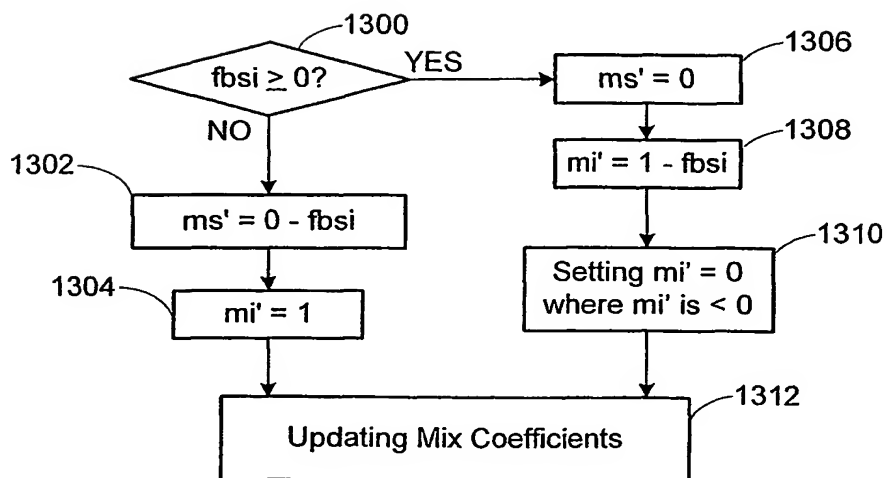 1300
fbsi ≥ 0?
YES
NO
1306
ms' = 0
1308
mi' = 1 - fbsi
1302
ms' = 0 - fbsi
1310
Setting mi' = 0
where mi' is < 0
1304
mi' = 1
1312
Updating Mix Coefficients